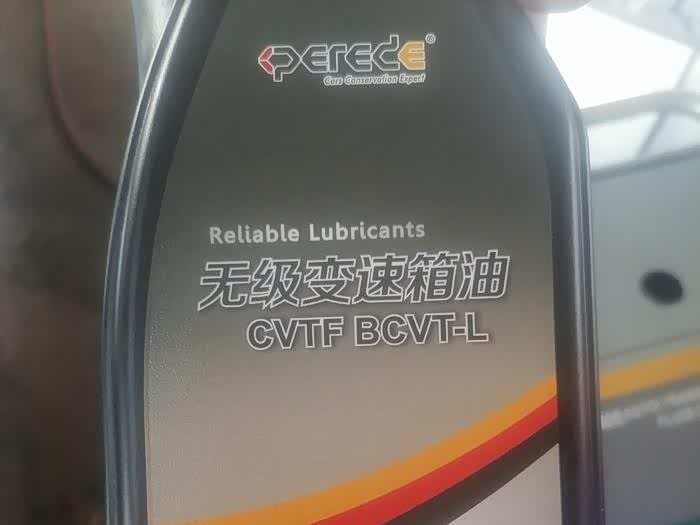 perede®
Cars Conservation Expert
Reliable Lubricants
无级变速箱油
CVTF BCVT-L